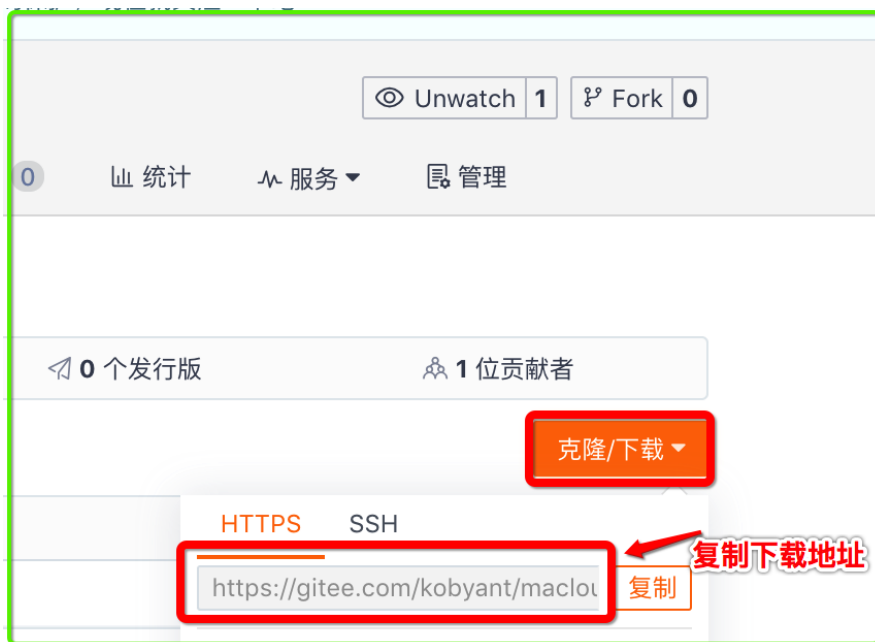 Unwatch 1 Fork 0
0 统计 服务 管理
0 个发行版 1 位贡献者
克隆/下载
HTTPS SSH
复制下载地址
https://gitee.com/kobyant/maclou 复制